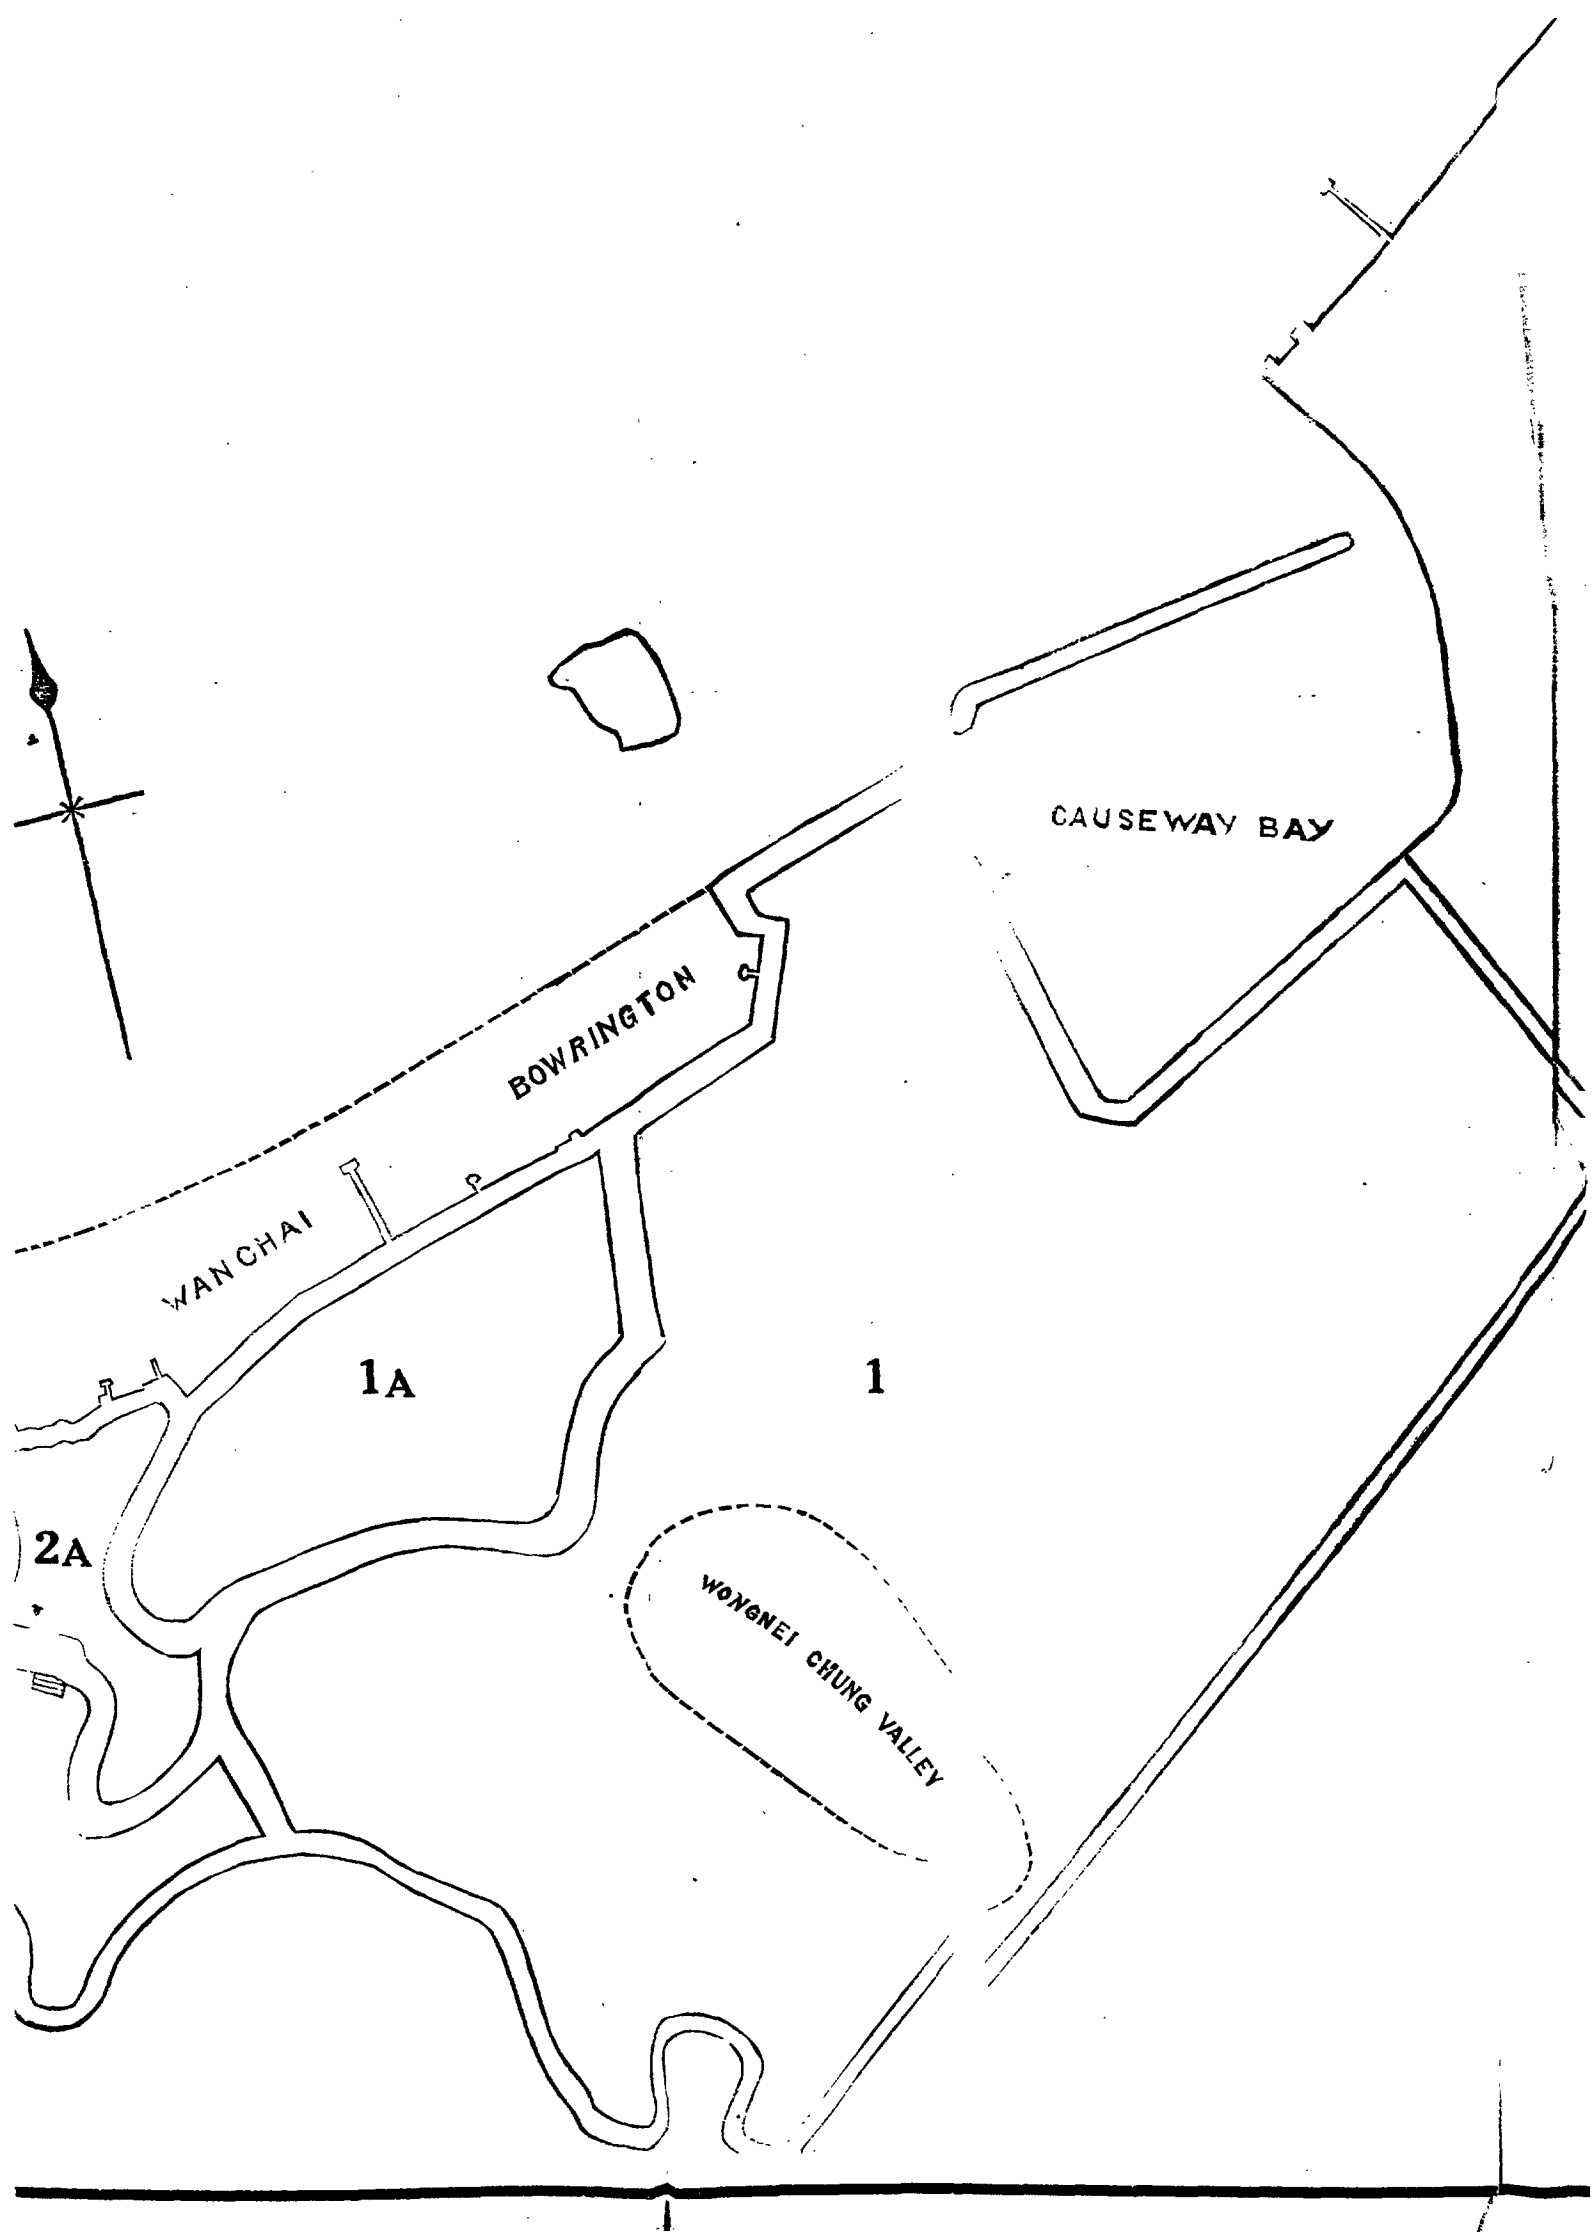 CAUSEWAY BAY
BOWRINGTON
WANCHAI
1A
1
2A
WONGNEI CHUNG VALLEY